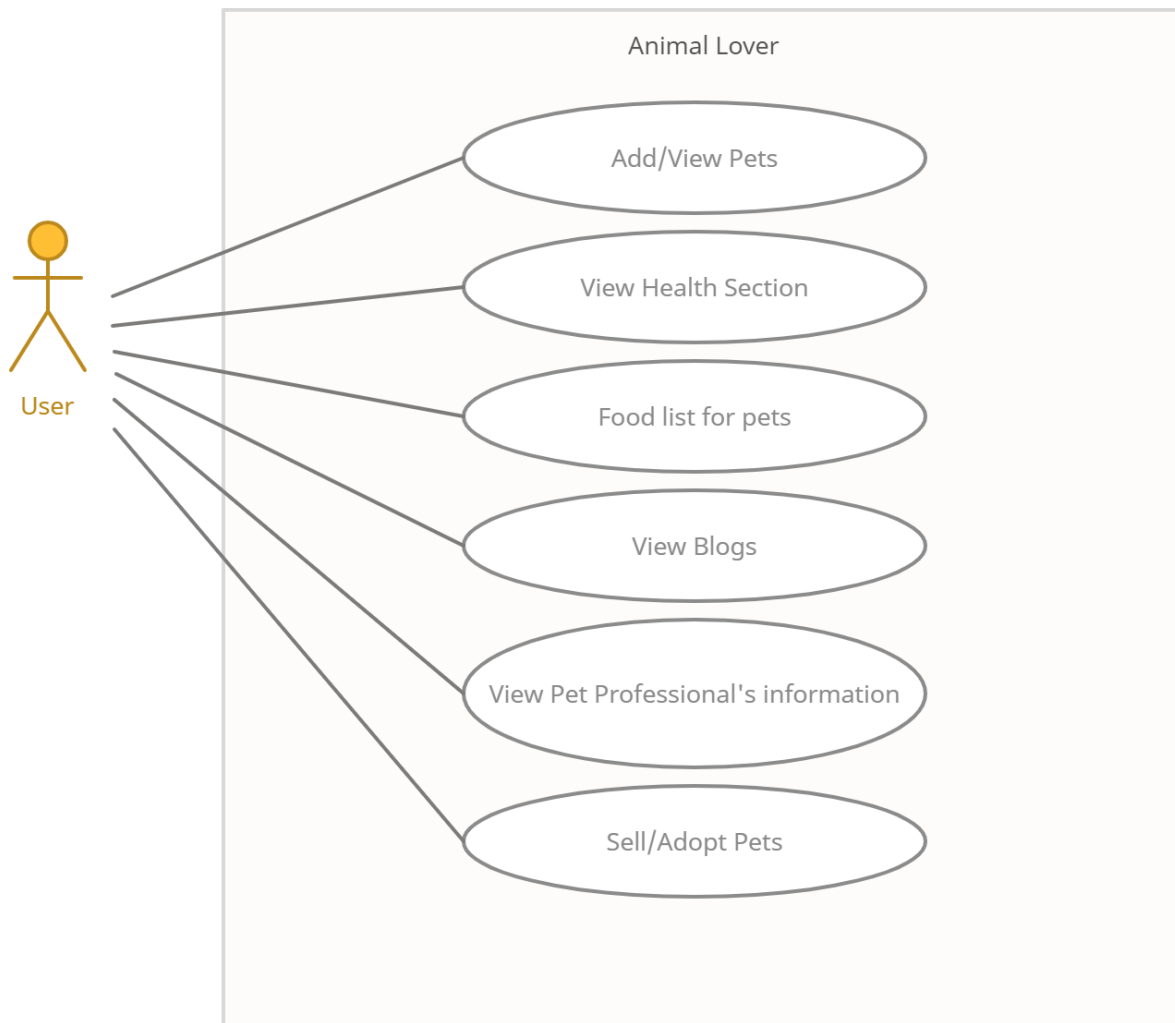 Animal Lover
Add/View Pets
View Health Section
User
Food list for pets
View Blogs
View Pet Professional's information
Sell/Adopt Pets